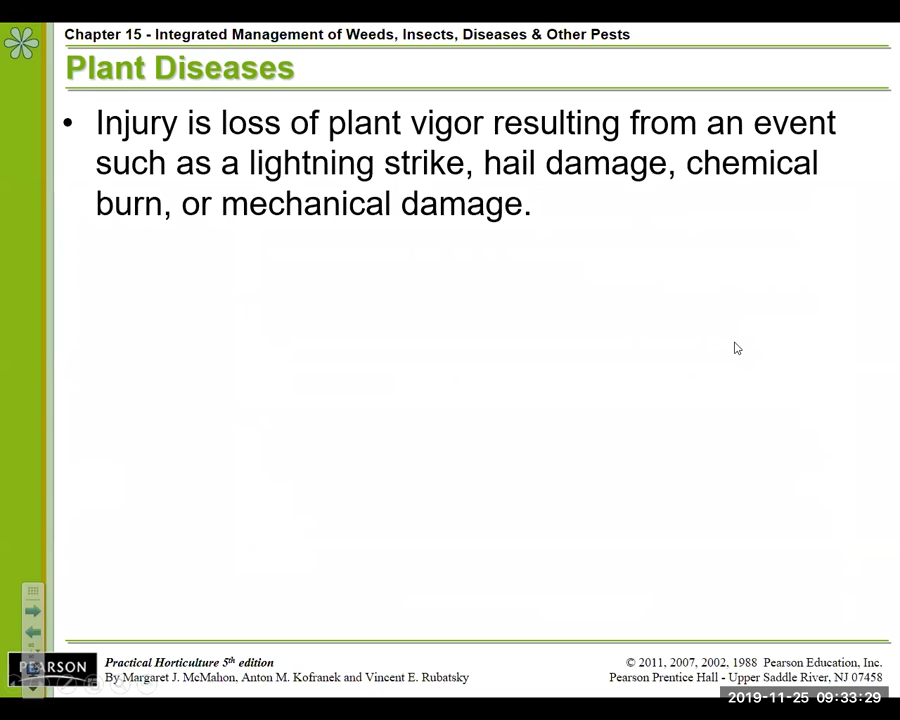 Chapter 15 - Integrated Management of Weeds, Insects, Diseases & Other Pests
Plant Diseases
• Injury is loss of plant vigor resulting from an event
such as a lightning strike, hail damage, chemical
burn, or mechanical damage.
PEARSON
Practical Horticulture 5th edition
By Margaret J. McMahon, Anton M. Kofranek and Vincent E. Rubatsky
© 2011, 2007, 2002, 1988 Pearson Education, Inc.
Pearson Prentice Hall - Upper Saddle River, NJ 07458
2019-11-25 09:33:29